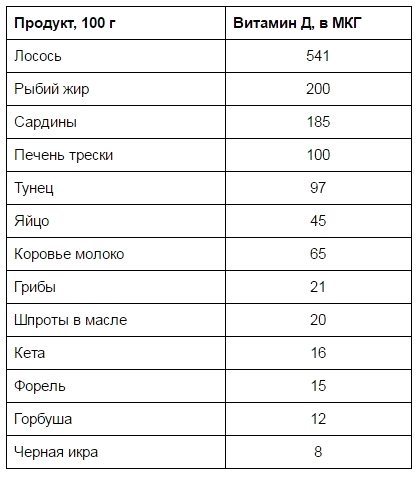 Продукт, 100 г Витамин Д, в МКГ
Лосось 541
Рыбий жир 200
Сардины 185
Печень трески 100
Тунец 97
Яйцо 45
Коровье молоко 65
Грибы 21
Шпроты в масле 20
Кета 16
Форель 15
Горбуша 12
Черная икра 8